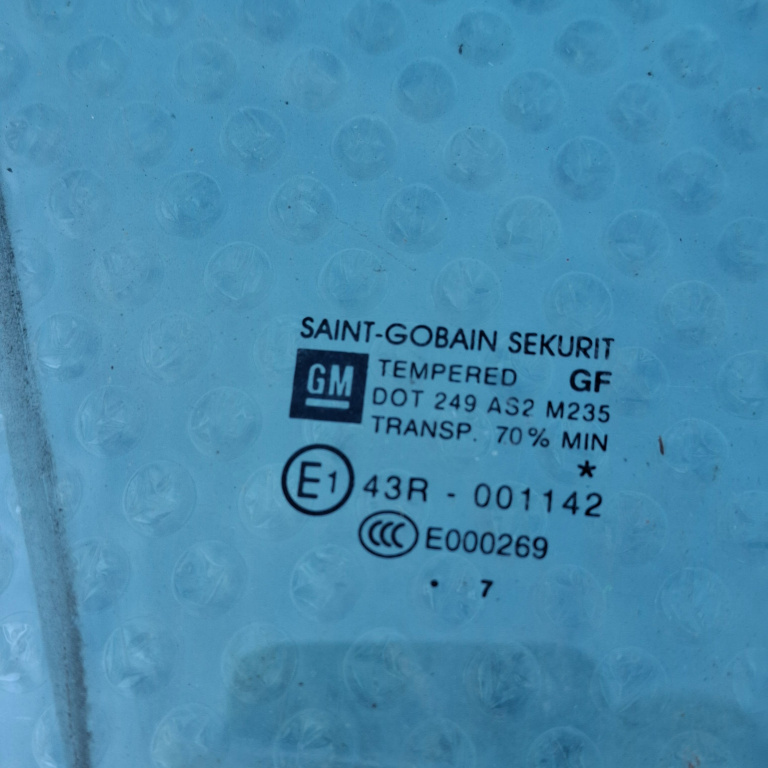 SAINT-GOBAIN SEKURIT
GM TEMPERED GF
DOT 249 AS2 M235
TRANSP. 70% MIN
*
E1 43R - 001142
CCC E000269
• 7